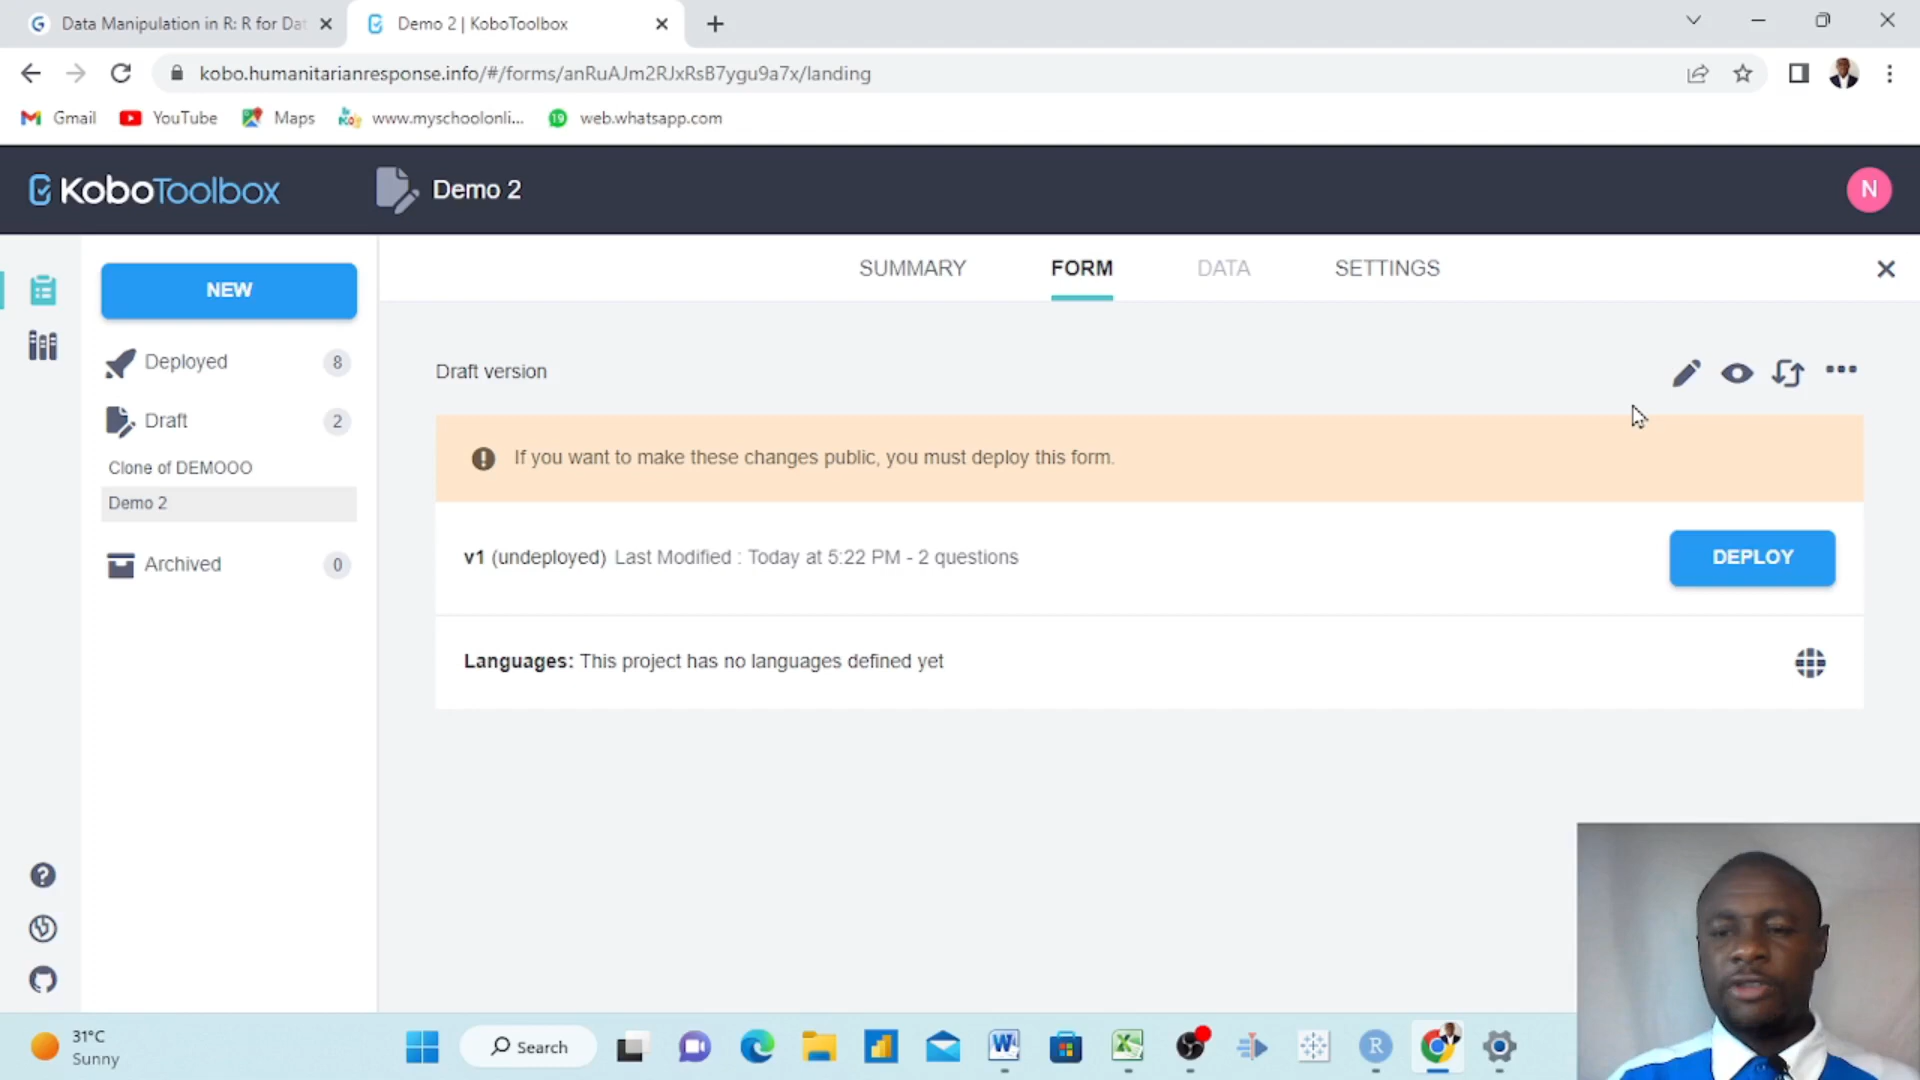 Data Manipulation in R: R for Dat
Demo 2 | KoboToolbox
kobo.humanitarianresponse.info/#/forms/anRuAJm2RJxRsB7ygu9a7x/landing
Gmail
YouTube
Maps
www.myschoolonli...
19
web.whatsapp.com
KoboToolbox
Demo 2
N
NEW
SUMMARY
FORM
DATA
SETTINGS
Deployed 8
Draft 2
Clone of DEMOOO
Demo 2
Archived 0
Draft version
If you want to make these changes public, you must deploy this form.
v1 (undeployed) Last Modified : Today at 5:22 PM - 2 questions
DEPLOY
Languages: This project has no languages defined yet
31°C
Sunny
Search